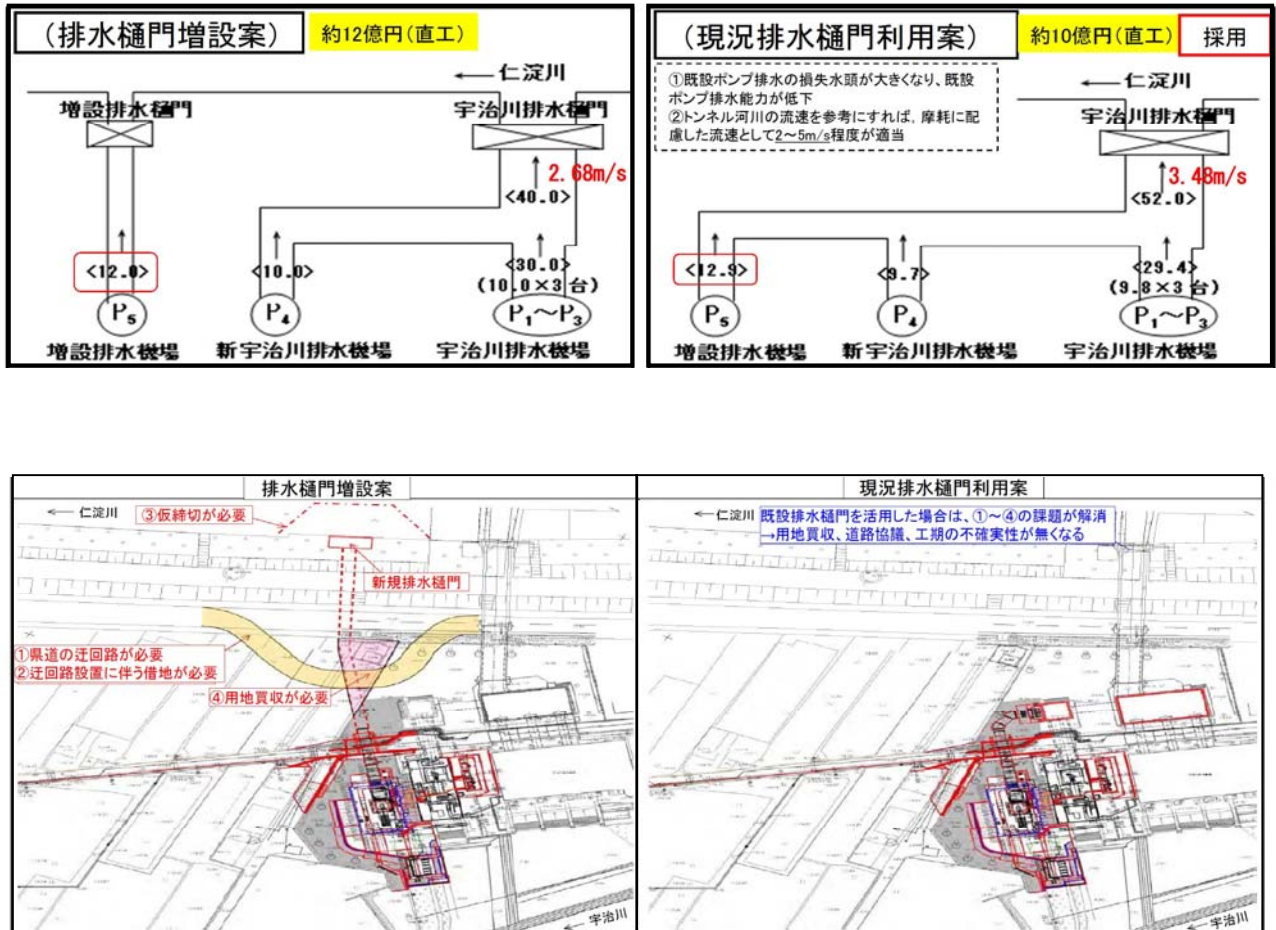 （排水樋門増設案）
約12億円（直工）
← 仁淀川
増設排水樋門
宇治川排水樋門
2.68m/s
<40.0>
<12.0>
<10.0>
<30.0>
(10.0×3台)
P₅
P₄
P₁～P₃
増設排水機場
新宇治川排水機場
宇治川排水機場
（現況排水樋門利用案）
約10億円（直工）
採用
①既設ポンプ排水の損失水頭が大きくなり、既設
ポンプ排水能力が低下
②トンネル河川の流速を参考にすれば，摩耗に配
慮した流速として2～5m/s程度が適当
← 仁淀川
宇治川排水樋門
3.48m/s
<52.0>
<12.9>
<9.7>
<29.4>
(9.8×3台)
P₅
P₄
P₁～P₃
増設排水機場
新宇治川排水機場
宇治川排水機場
排水樋門増設案
← 仁淀川
③仮締切が必要
新規排水樋門
①県道の迂回路が必要
②迂回路設置に伴う借地が必要
④用地買収が必要
← 宇治川
現況排水樋門利用案
← 仁淀川
既設排水樋門を活用した場合は、①～④の課題が解消
→用地買収、道路協議、工期の不確実性が無くなる
← 宇治川